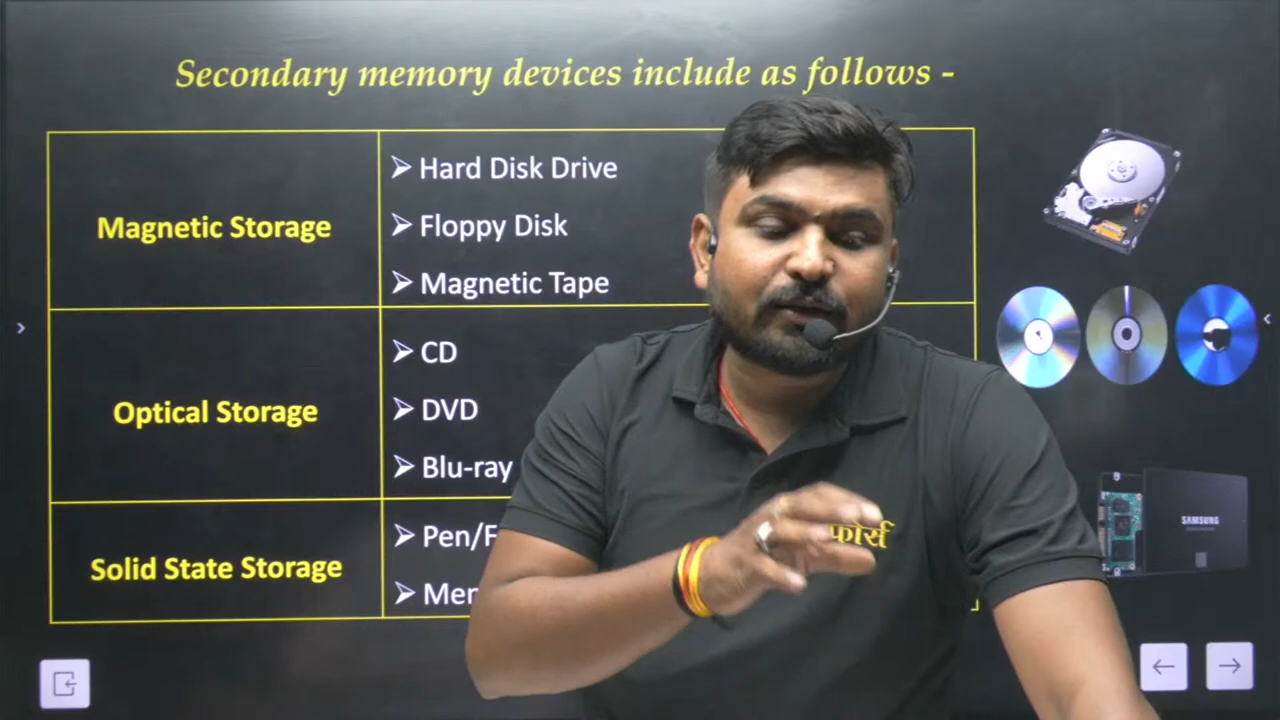 Secondary memory devices include as follows -
Magnetic Storage
➢ Hard Disk Drive
➢ Floppy Disk
➢ Magnetic Tape
Optical Storage
➢ CD
➢ DVD
➢ Blu-ray
Solid State Storage
➢ Pen/F
➢ Mer
फोर्स
SAMSUNG